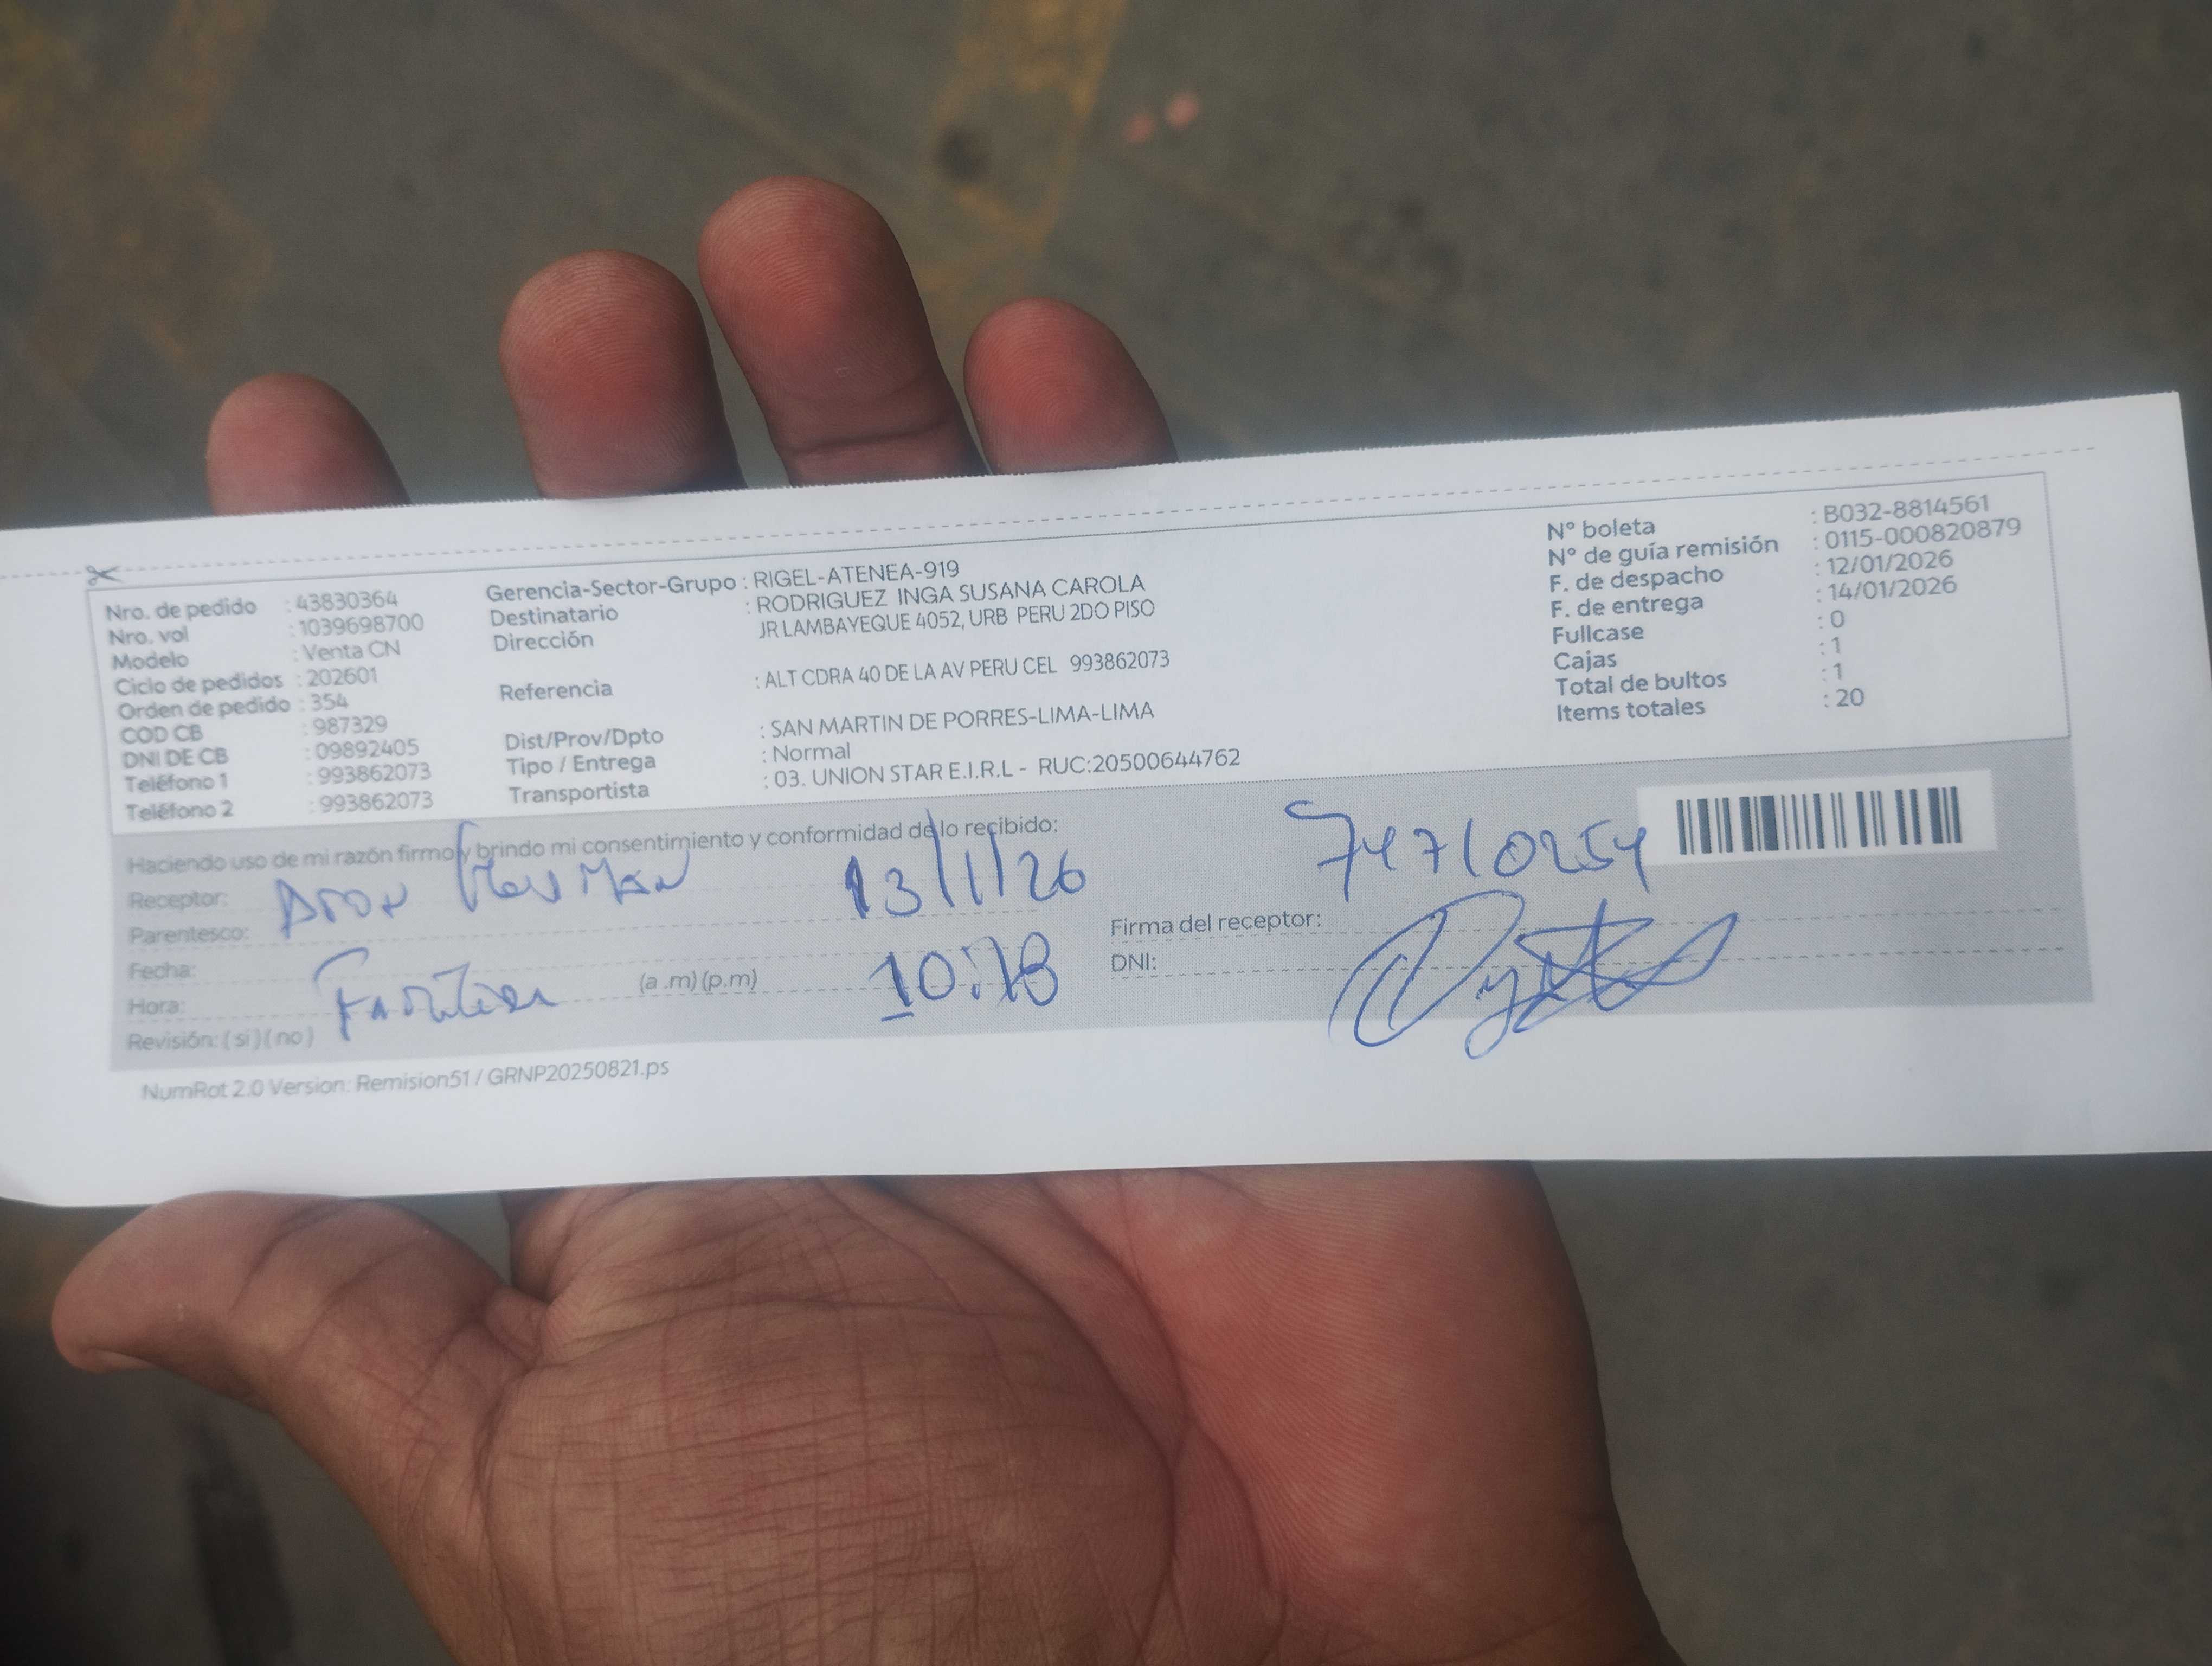 Nro. de pedido : 43830364
Nro. vol : 1039698700
Modelo : Venta CN
Ciclo de pedidos : 202601
Orden de pedido : 354
COD CB : 987329
DNI DE CB : 09892405
Teléfono 1 : 993862073
Teléfono 2 : 993862073
Gerencia-Sector-Grupo : RIGEL-ATENEA-919
Destinatario : RODRIGUEZ INGA SUSANA CAROLA
Dirección JR LAMBAYEQUE 4052, URB PERU 2DO PISO
Referencia : ALT CDRA 40 DE LA AV PERU CEL 993862073
Dist/Prov/Dpto : SAN MARTIN DE PORRES-LIMA-LIMA
Tipo / Entrega : Normal
Transportista : 03. UNION STAR E.I.R.L - RUC:20500644762
N° boleta : B032-8814561
N° de guía remisión : 0115-000820879
F. de despacho : 12/01/2026
F. de entrega : 14/01/2026
Fullcase : 0
Cajas : 1
Total de bultos : 1
Items totales : 20
Haciendo uso de mi razón firmo y brindo mi consentimiento y conformidad de lo recibido:
Receptor: 13/1/26 74710254
Parentesco:
Fecha:
Hora: (a.m)(p.m)
Revisión: (si)(no)
Firma del receptor:
DNI:
NumRot 2.0 Version: Remision51 / GRNP20250821.ps